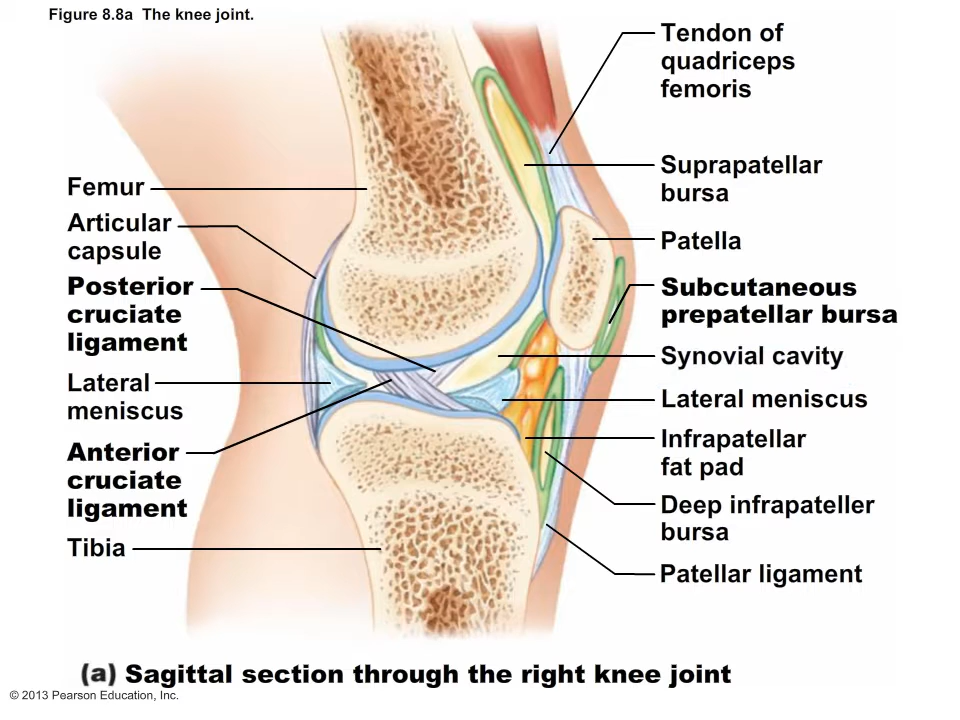 Figure 8.8a  The knee joint.
Femur
Articular
capsule
Posterior
cruciate
ligament
Lateral
meniscus
Anterior
cruciate
ligament
Tibia
Tendon of
quadriceps
femoris
Suprapatellar
bursa
Patella
Subcutaneous
prepatellar bursa
Synovial cavity
Lateral meniscus
Infrapatellar
fat pad
Deep infrapateller
bursa
Patellar ligament
(a) Sagittal section through the right knee joint
© 2013 Pearson Education, Inc.